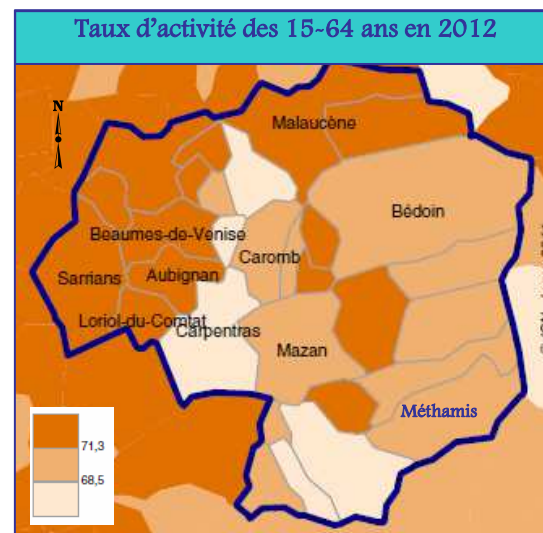 Taux d'activité des 15-64 ans en 2012
N
Malaucène
Bédoin
Beaumes-de-Venise
Caromb
Sarrians
Aubignan
Loriol-du-Comtat
Carpentras
Mazan
Méthamis
71,3
68,5